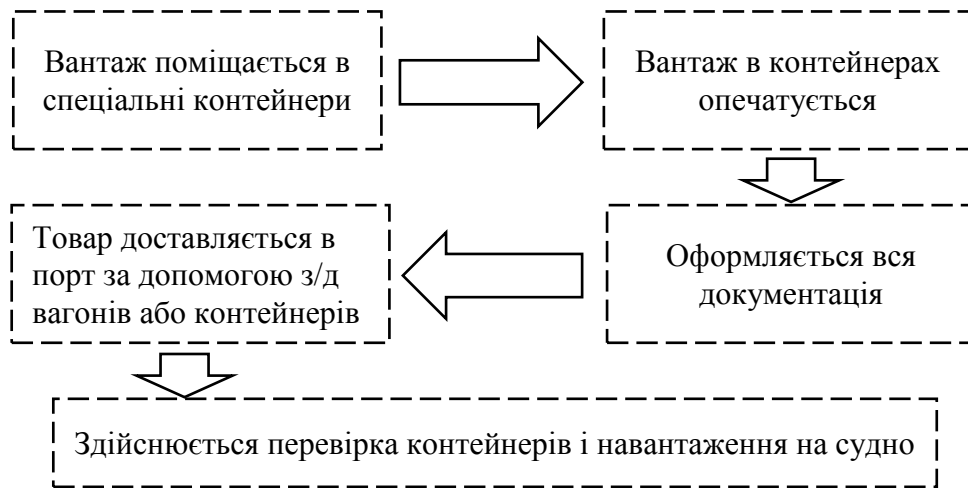 Вантаж поміщається в
спеціальні контейнери
Вантаж в контейнерах
опечатується
Оформляється вся
документація
Товар доставляється в
порт за допомогою з/д
вагонів або контейнерів
Здійснюється перевірка контейнерів і навантаження на судно